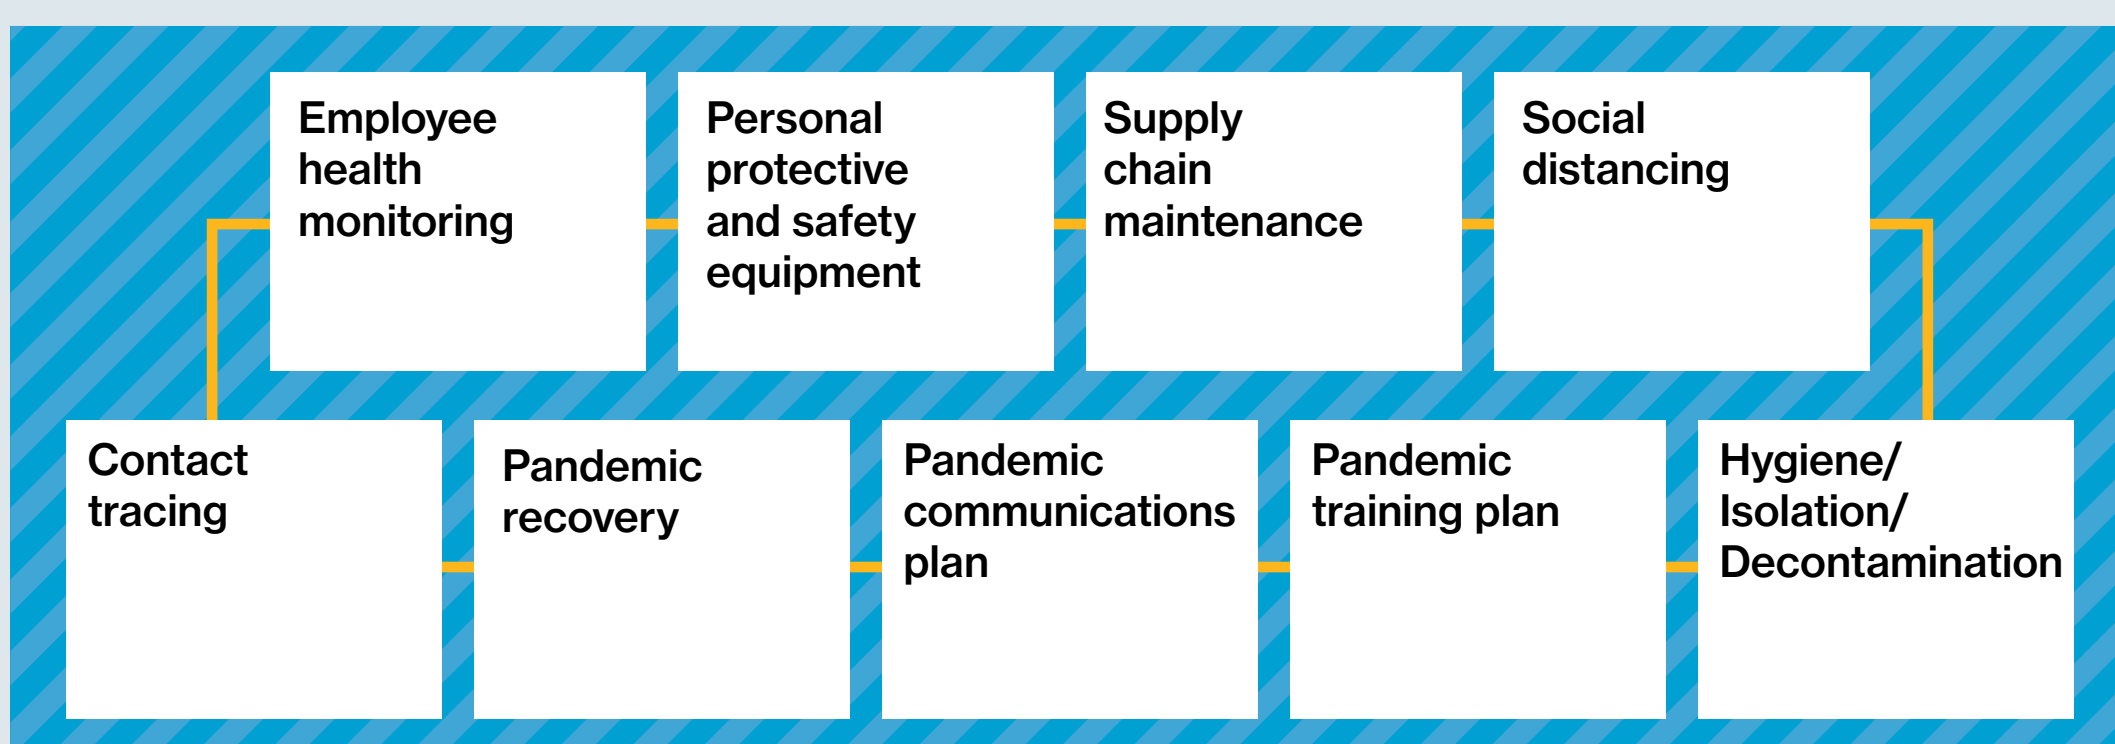 Employee
health
monitoring
Personal
protective
and safety
equipment
Supply
chain
maintenance
Social
distancing
Contact
tracing
Pandemic
recovery
Pandemic
communications
plan
Pandemic
training plan
Hygiene/
Isolation/
Decontamination